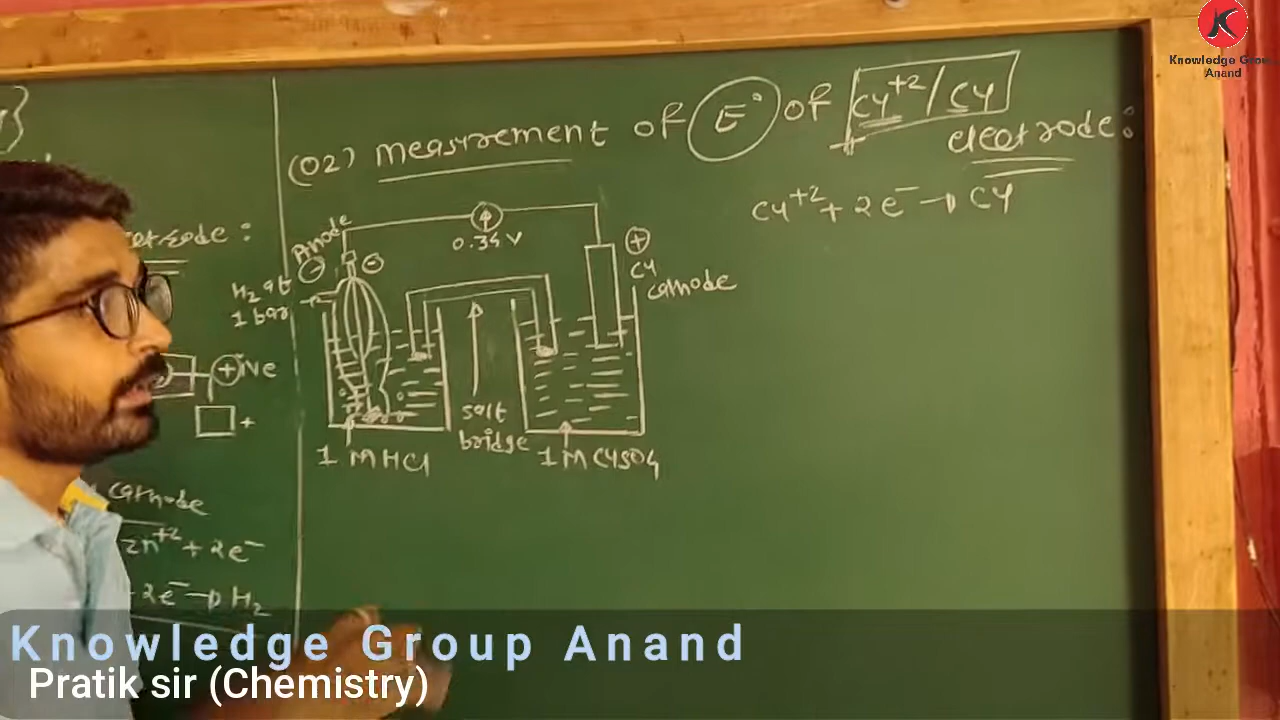 (02) measurement of E° of Cu+2/Cu
electrode:
Cu+2 + 2e- → Cu
Anode
0.34 V
H2 at
1 bar
Cu
cathode
salt
bridge
1 M HCl
1 M CuSO4
ctrode:
+ive
+
cathode
Zn+2 + 2e-
2e- → H2
Knowledge Group
Anand
Knowledge Group Anand
Pratik sir (Chemistry)